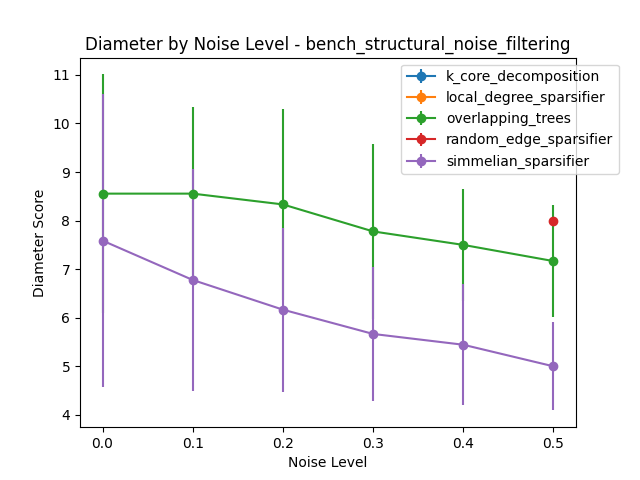 Diameter by Noise Level - bench_structural_noise_filtering
k_core_decomposition
local_degree_sparsifier
overlapping_trees
random_edge_sparsifier
simmelian_sparsifier
Diameter Score
11
10
9
8
7
6
5
4
0.0 0.1 0.2 0.3 0.4 0.5
Noise Level